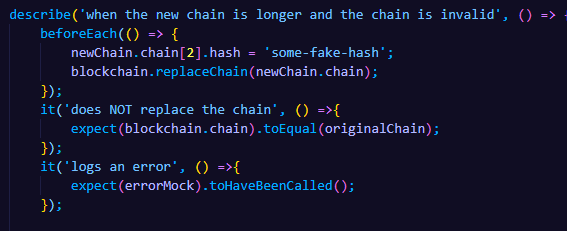 describe('when the new chain is longer and the chain is invalid', () => {
    beforeEach(() => {
        newChain.chain[2].hash = 'some-fake-hash';
        blockchain.replaceChain(newChain.chain);
    });
    it('does NOT replace the chain', () =>{
        expect(blockchain.chain).toEqual(originalChain);
    });
    it('logs an error', () =>{
        expect(errorMock).toHaveBeenCalled();
    });